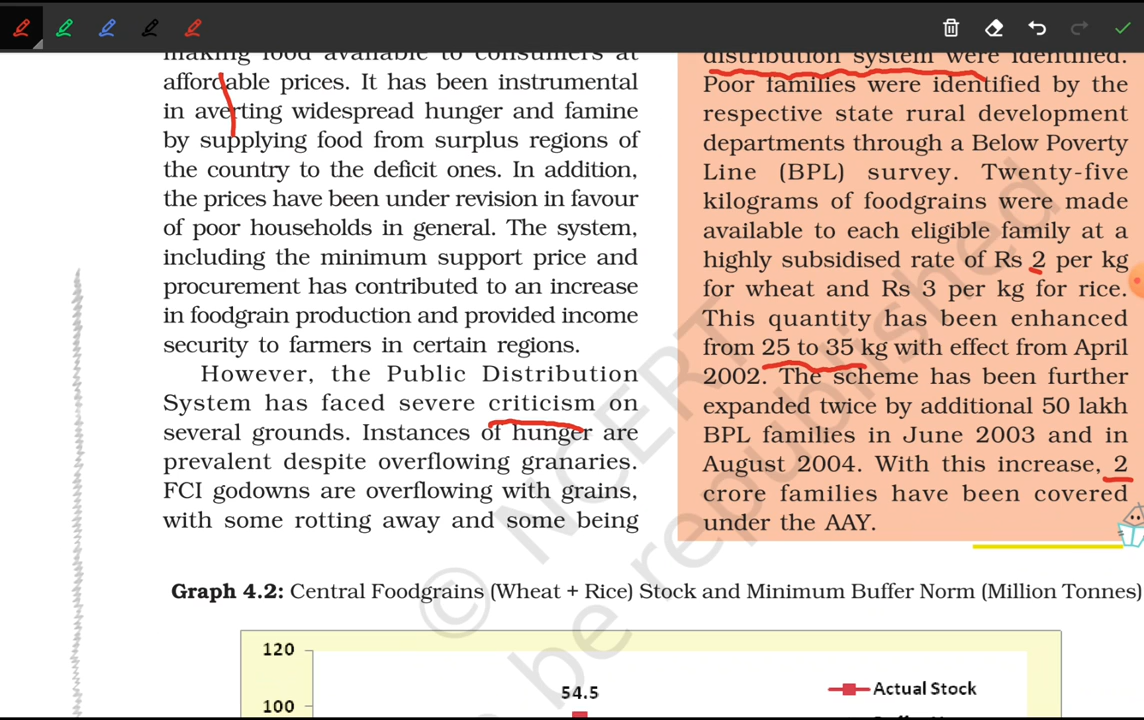 making food available to consumers at
affordable prices. It has been instrumental
in averting widespread hunger and famine
by supplying food from surplus regions of
the country to the deficit ones. In addition,
the prices have been under revision in favour
of poor households in general. The system,
including the minimum support price and
procurement has contributed to an increase
in foodgrain production and provided income
security to farmers in certain regions.
However, the Public Distribution
System has faced severe criticism on
several grounds. Instances of hunger are
prevalent despite overflowing granaries.
FCI godowns are overflowing with grains,
with some rotting away and some being
distribution system were identified.
Poor families were identified by the
respective state rural development
departments through a Below Poverty
Line (BPL) survey. Twenty-five
kilograms of foodgrains were made
available to each eligible family at a
highly subsidised rate of Rs 2 per kg
for wheat and Rs 3 per kg for rice.
This quantity has been enhanced
from 25 to 35 kg with effect from April
2002. The scheme has been further
expanded twice by additional 50 lakh
BPL families in June 2003 and in
August 2004. With this increase, 2
crore families have been covered
under the AAY.
© NCERT
be republished
Graph 4.2: Central Foodgrains (Wheat + Rice) Stock and Minimum Buffer Norm (Million Tonnes)
120
100
54.5
Actual Stock